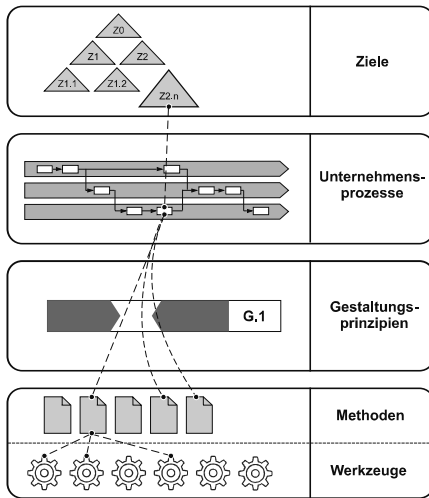 Z0
Z1
Z2
Z1.1
Z1.2
Z2.n
Ziele
Unternehmens-
prozesse
G.1
Gestaltungs-
prinzipien
Methoden
Werkzeuge